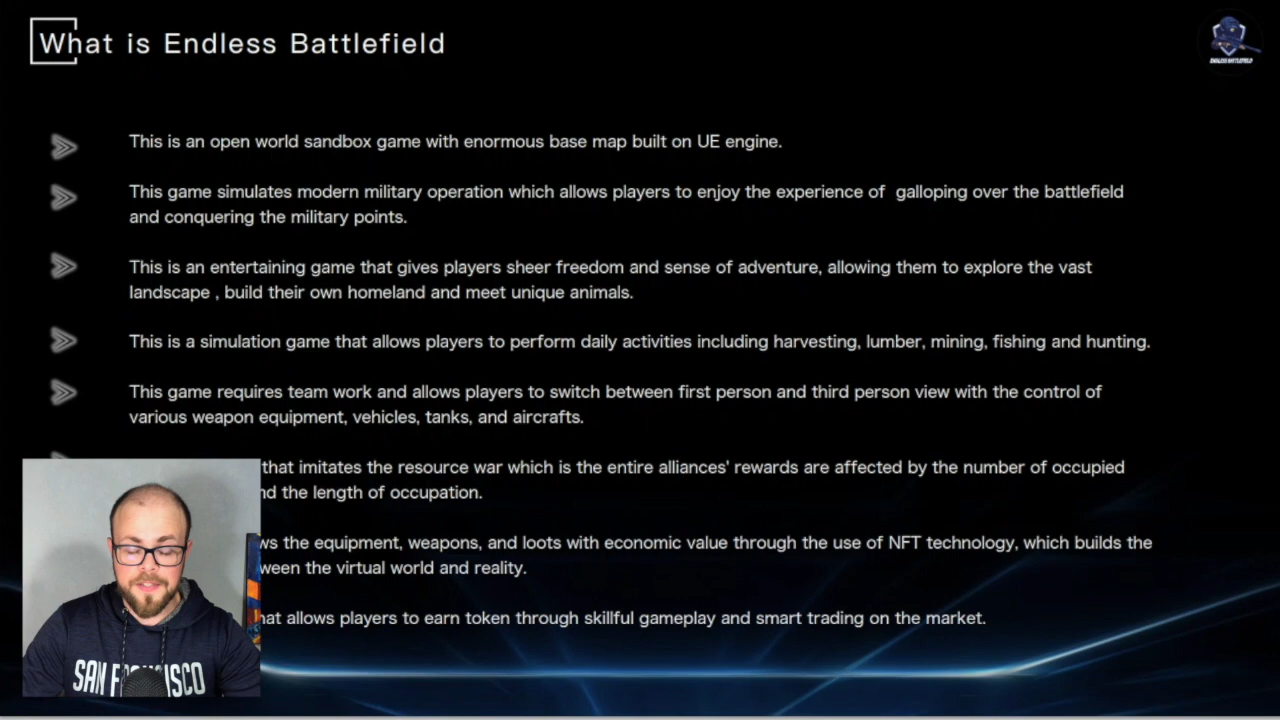 What is Endless Battlefield
ENDLESS BATTLEFIELD
This is an open world sandbox game with enormous base map built on UE engine.
This game simulates modern military operation which allows players to enjoy the experience of galloping over the battlefield
and conquering the military points.
This is an entertaining game that gives players sheer freedom and sense of adventure, allowing them to explore the vast
landscape , build their own homeland and meet unique animals.
This is a simulation game that allows players to perform daily activities including harvesting, lumber, mining, fishing and hunting.
This game requires team work and allows players to switch between first person and third person view with the control of
various weapon equipment, vehicles, tanks, and aircrafts.
that imitates the resource war which is the entire alliances' rewards are affected by the number of occupied
the length of occupation.
the equipment, weapons, and loots with economic value through the use of NFT technology, which builds the
the virtual world and reality.
allows players to earn token through skillful gameplay and smart trading on the market.
SAN